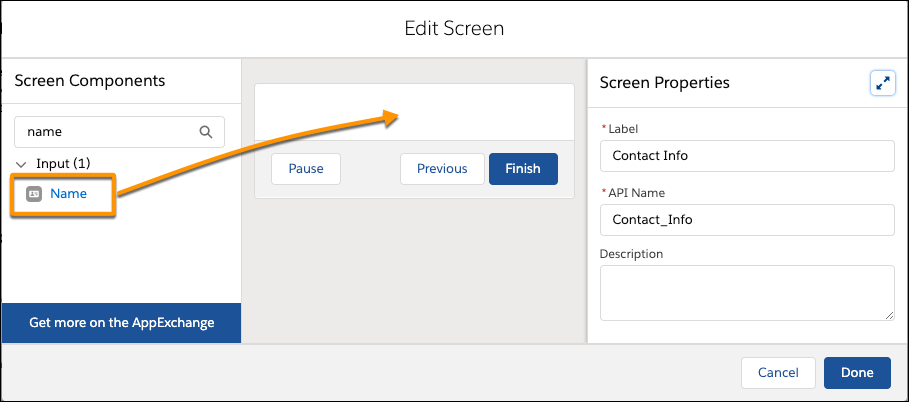 Edit Screen
Screen Components
name
Input (1)
Name
Get more on the AppExchange
Pause
Previous
Finish
Screen Properties
* Label
Contact Info
* API Name
Contact_Info
Description
Cancel
Done